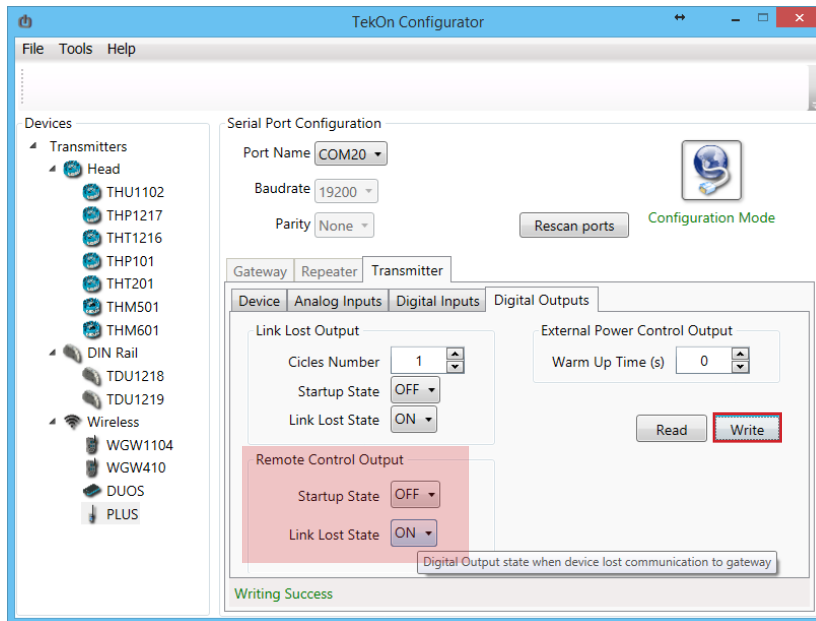 TekOn Configurator
File Tools Help
Devices
Transmitters
Head
THU1102
THP1217
THT1216
THP101
THT201
THM501
THM601
DIN Rail
TDU1218
TDU1219
Wireless
WGW1104
WGW410
DUOS
PLUS
Serial Port Configuration
Port Name COM20
Baudrate 19200
Parity None
Rescan ports
Configuration Mode
Gateway Repeater Transmitter
Device Analog Inputs Digital Inputs Digital Outputs
Link Lost Output
Cicles Number 1
Startup State OFF
Link Lost State ON
External Power Control Output
Warm Up Time (s) 0
Read Write
Remote Control Output
Startup State OFF
Link Lost State ON
Digital Output state when device lost communication to gateway
Writing Success